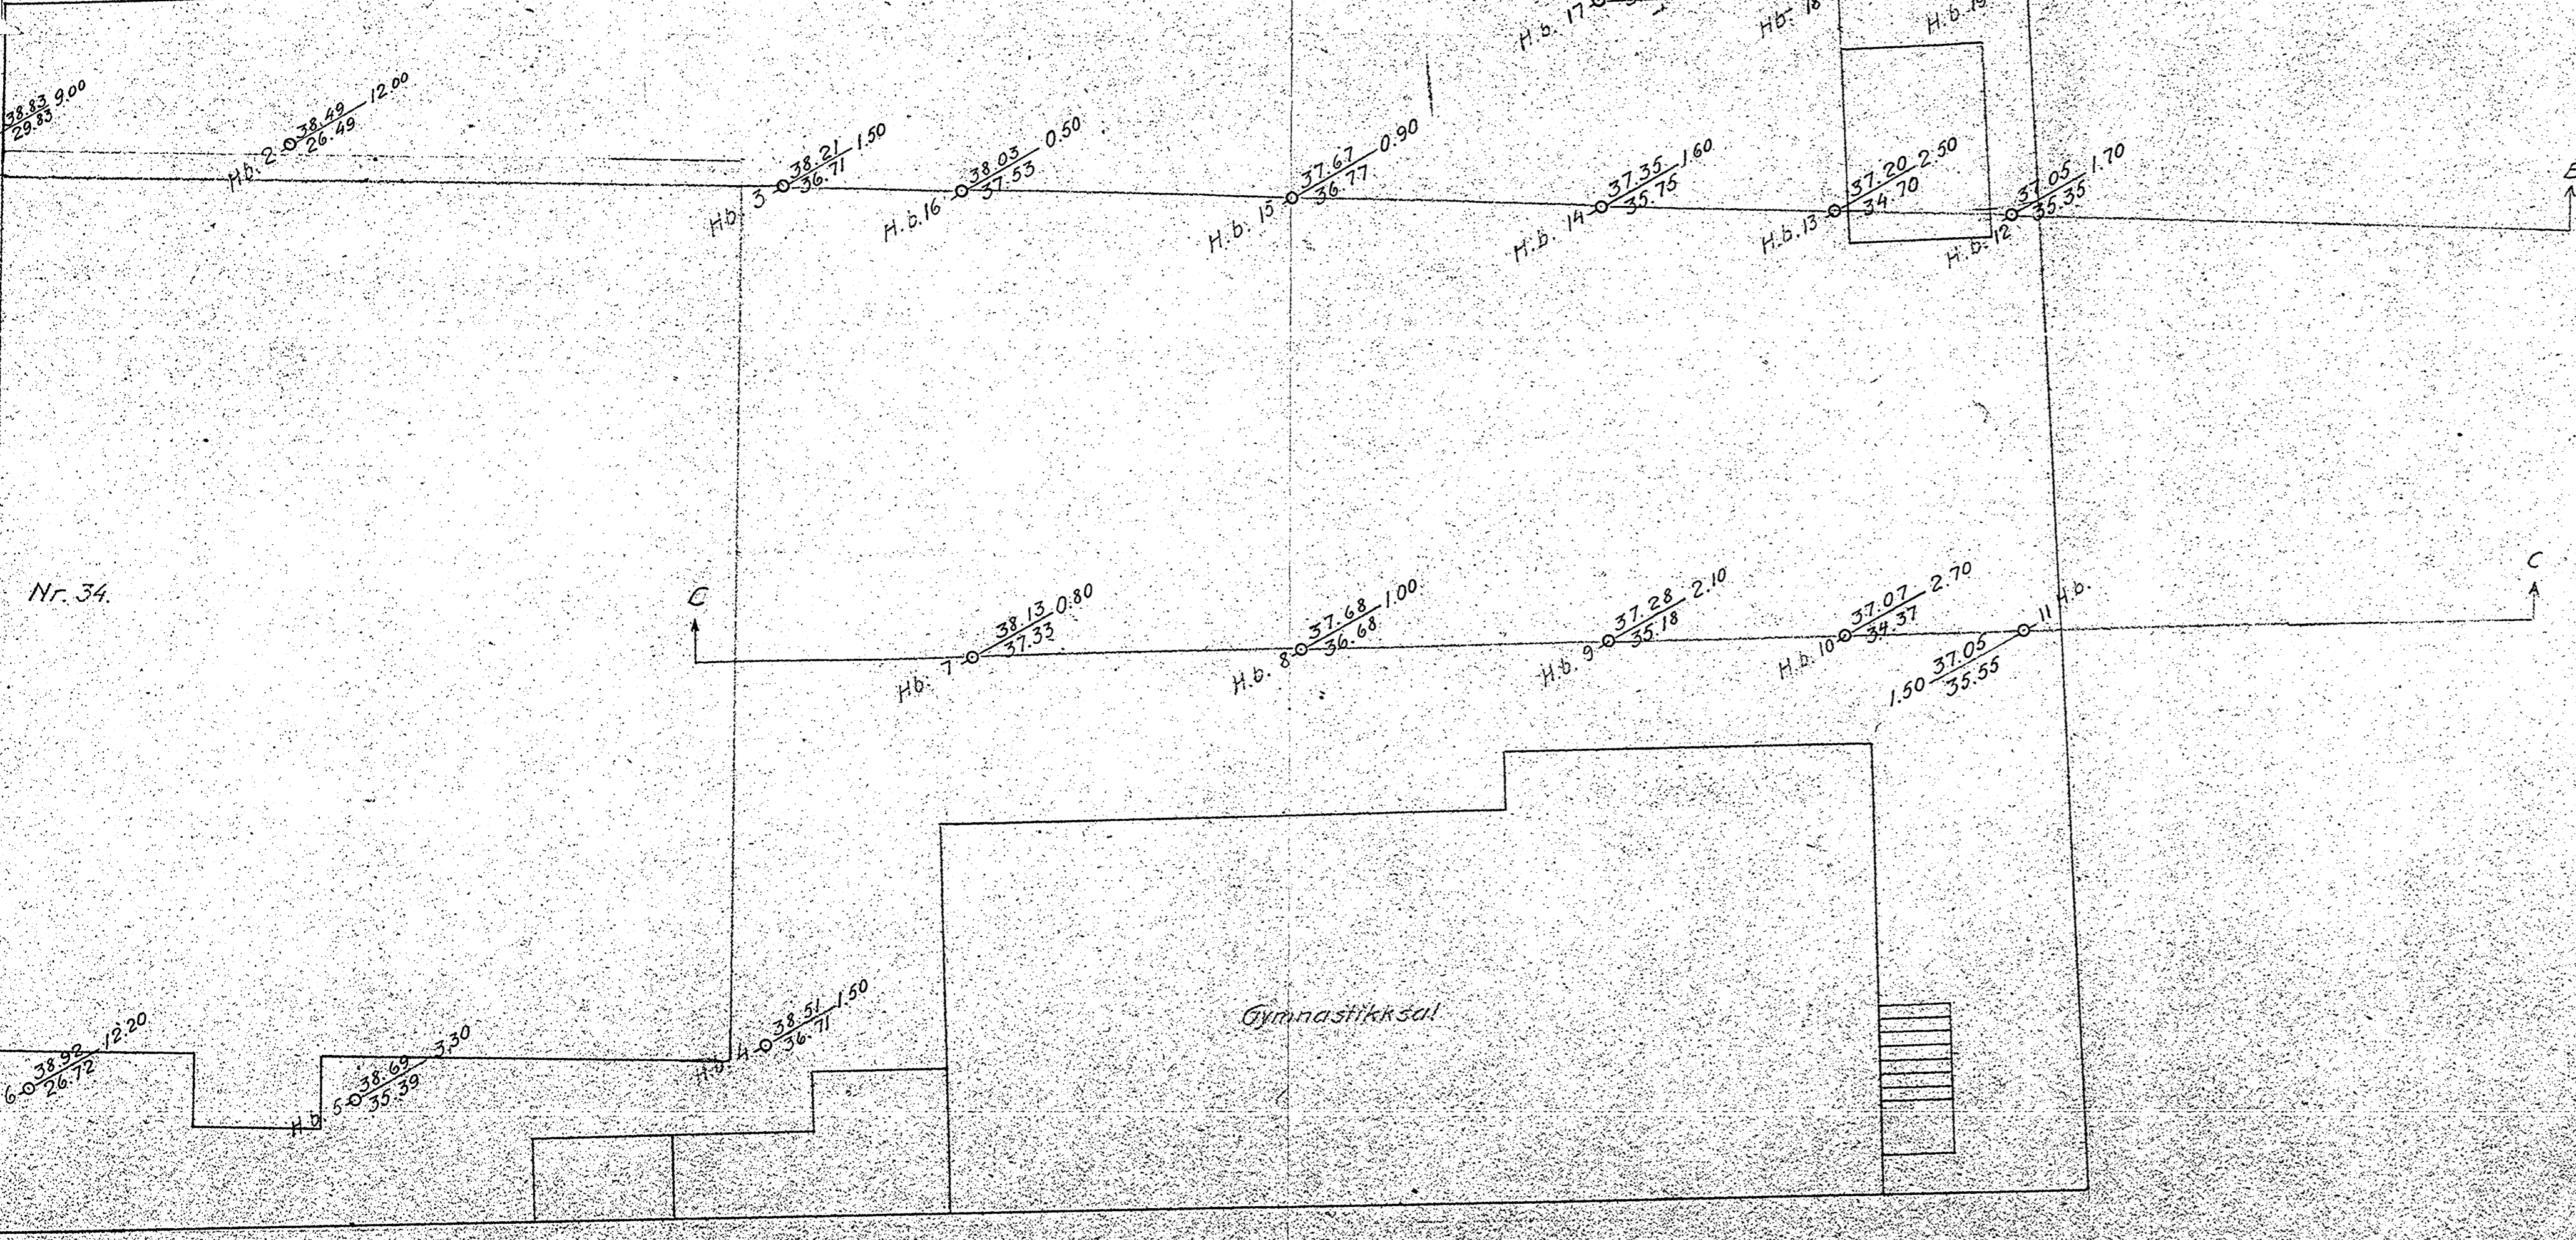 H.b. 17
Hb. 18
H.b. 19
38.83 9.00
29.83
Hb. 2 38.49 12.00
26.49
Hb. 3 38.21 1.50
36.71
H.b. 16 38.03 0.50
37.53
H.b. 15 37.67 0.90
36.77
H.b. 14 37.35 1.60
35.75
H.b. 13 37.20 2.50
34.70
H.b. 12 37.05 1.70
35.35
Nr. 34.
C
C
Hb. 7 38.13 0.80
37.33
H.b. 8 37.68 1.00
36.68
H.b. 9 37.28 2.10
35.18
H.b. 10 37.07 2.70
34.37
11 H.b.
1.50 37.05
35.55
6 38.92 12.20
26.72
H.b 5 38.69 3.30
35.39
H.b. 4 38.51 1.50
36.71
Gymnastikksal